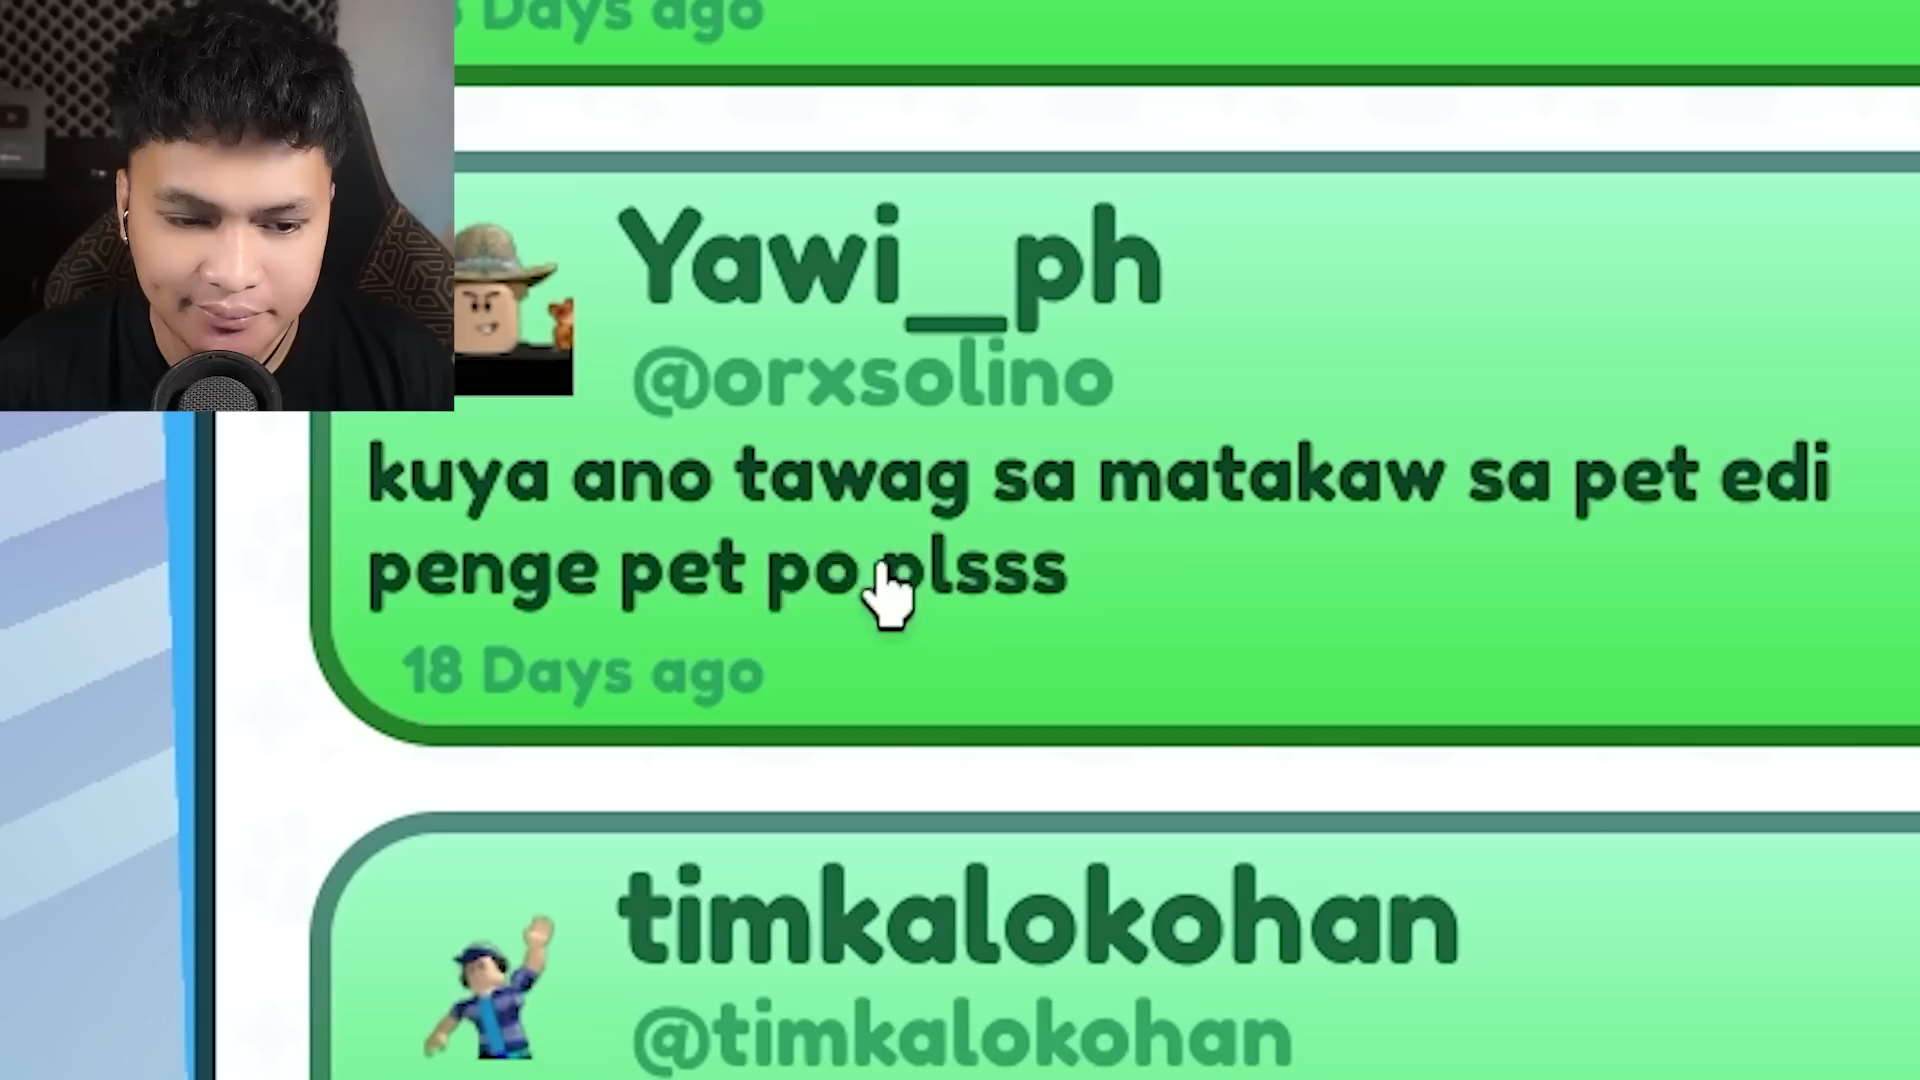 Days ago
Yawi_ph
@orxsolino
kuya ano tawag sa matakaw sa pet edi
penge pet po plsss
18 Days ago
timkalokohan
@timkalokohan